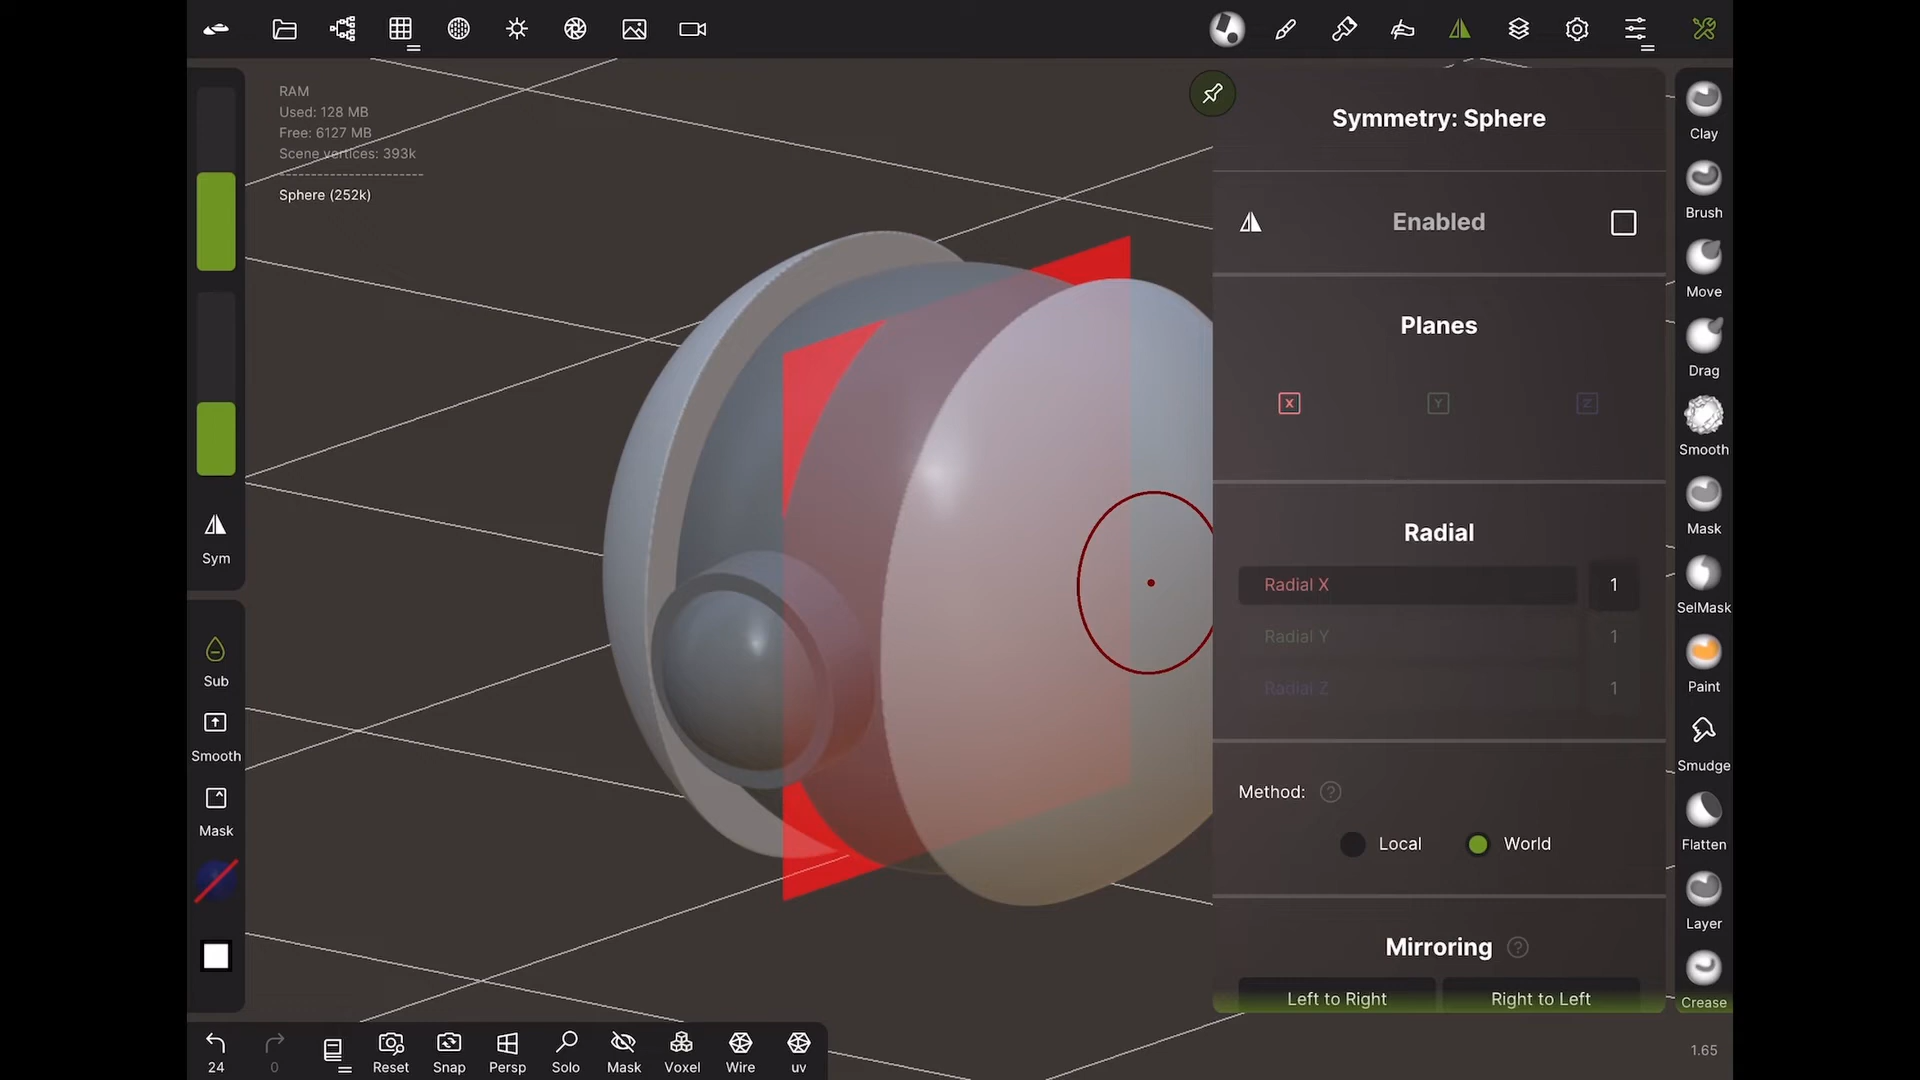 RAM
Used: 128 MB
Free: 6127 MB
Scene vertices: 393k
------------------------
Sphere (252k)
Sym
Sub
Smooth
Mask
24
0
Reset
Snap
Persp
Solo
Mask
Voxel
Wire
uv
Symmetry: Sphere
Enabled
Planes
X
Y
Z
Radial
Radial X
1
Radial Y
1
Radial Z
1
Method: ?
Local
World
Mirroring ?
Left to Right
Right to Left
Clay
Brush
Move
Drag
Smooth
Mask
SelMask
Paint
Smudge
Flatten
Layer
Crease
1.65